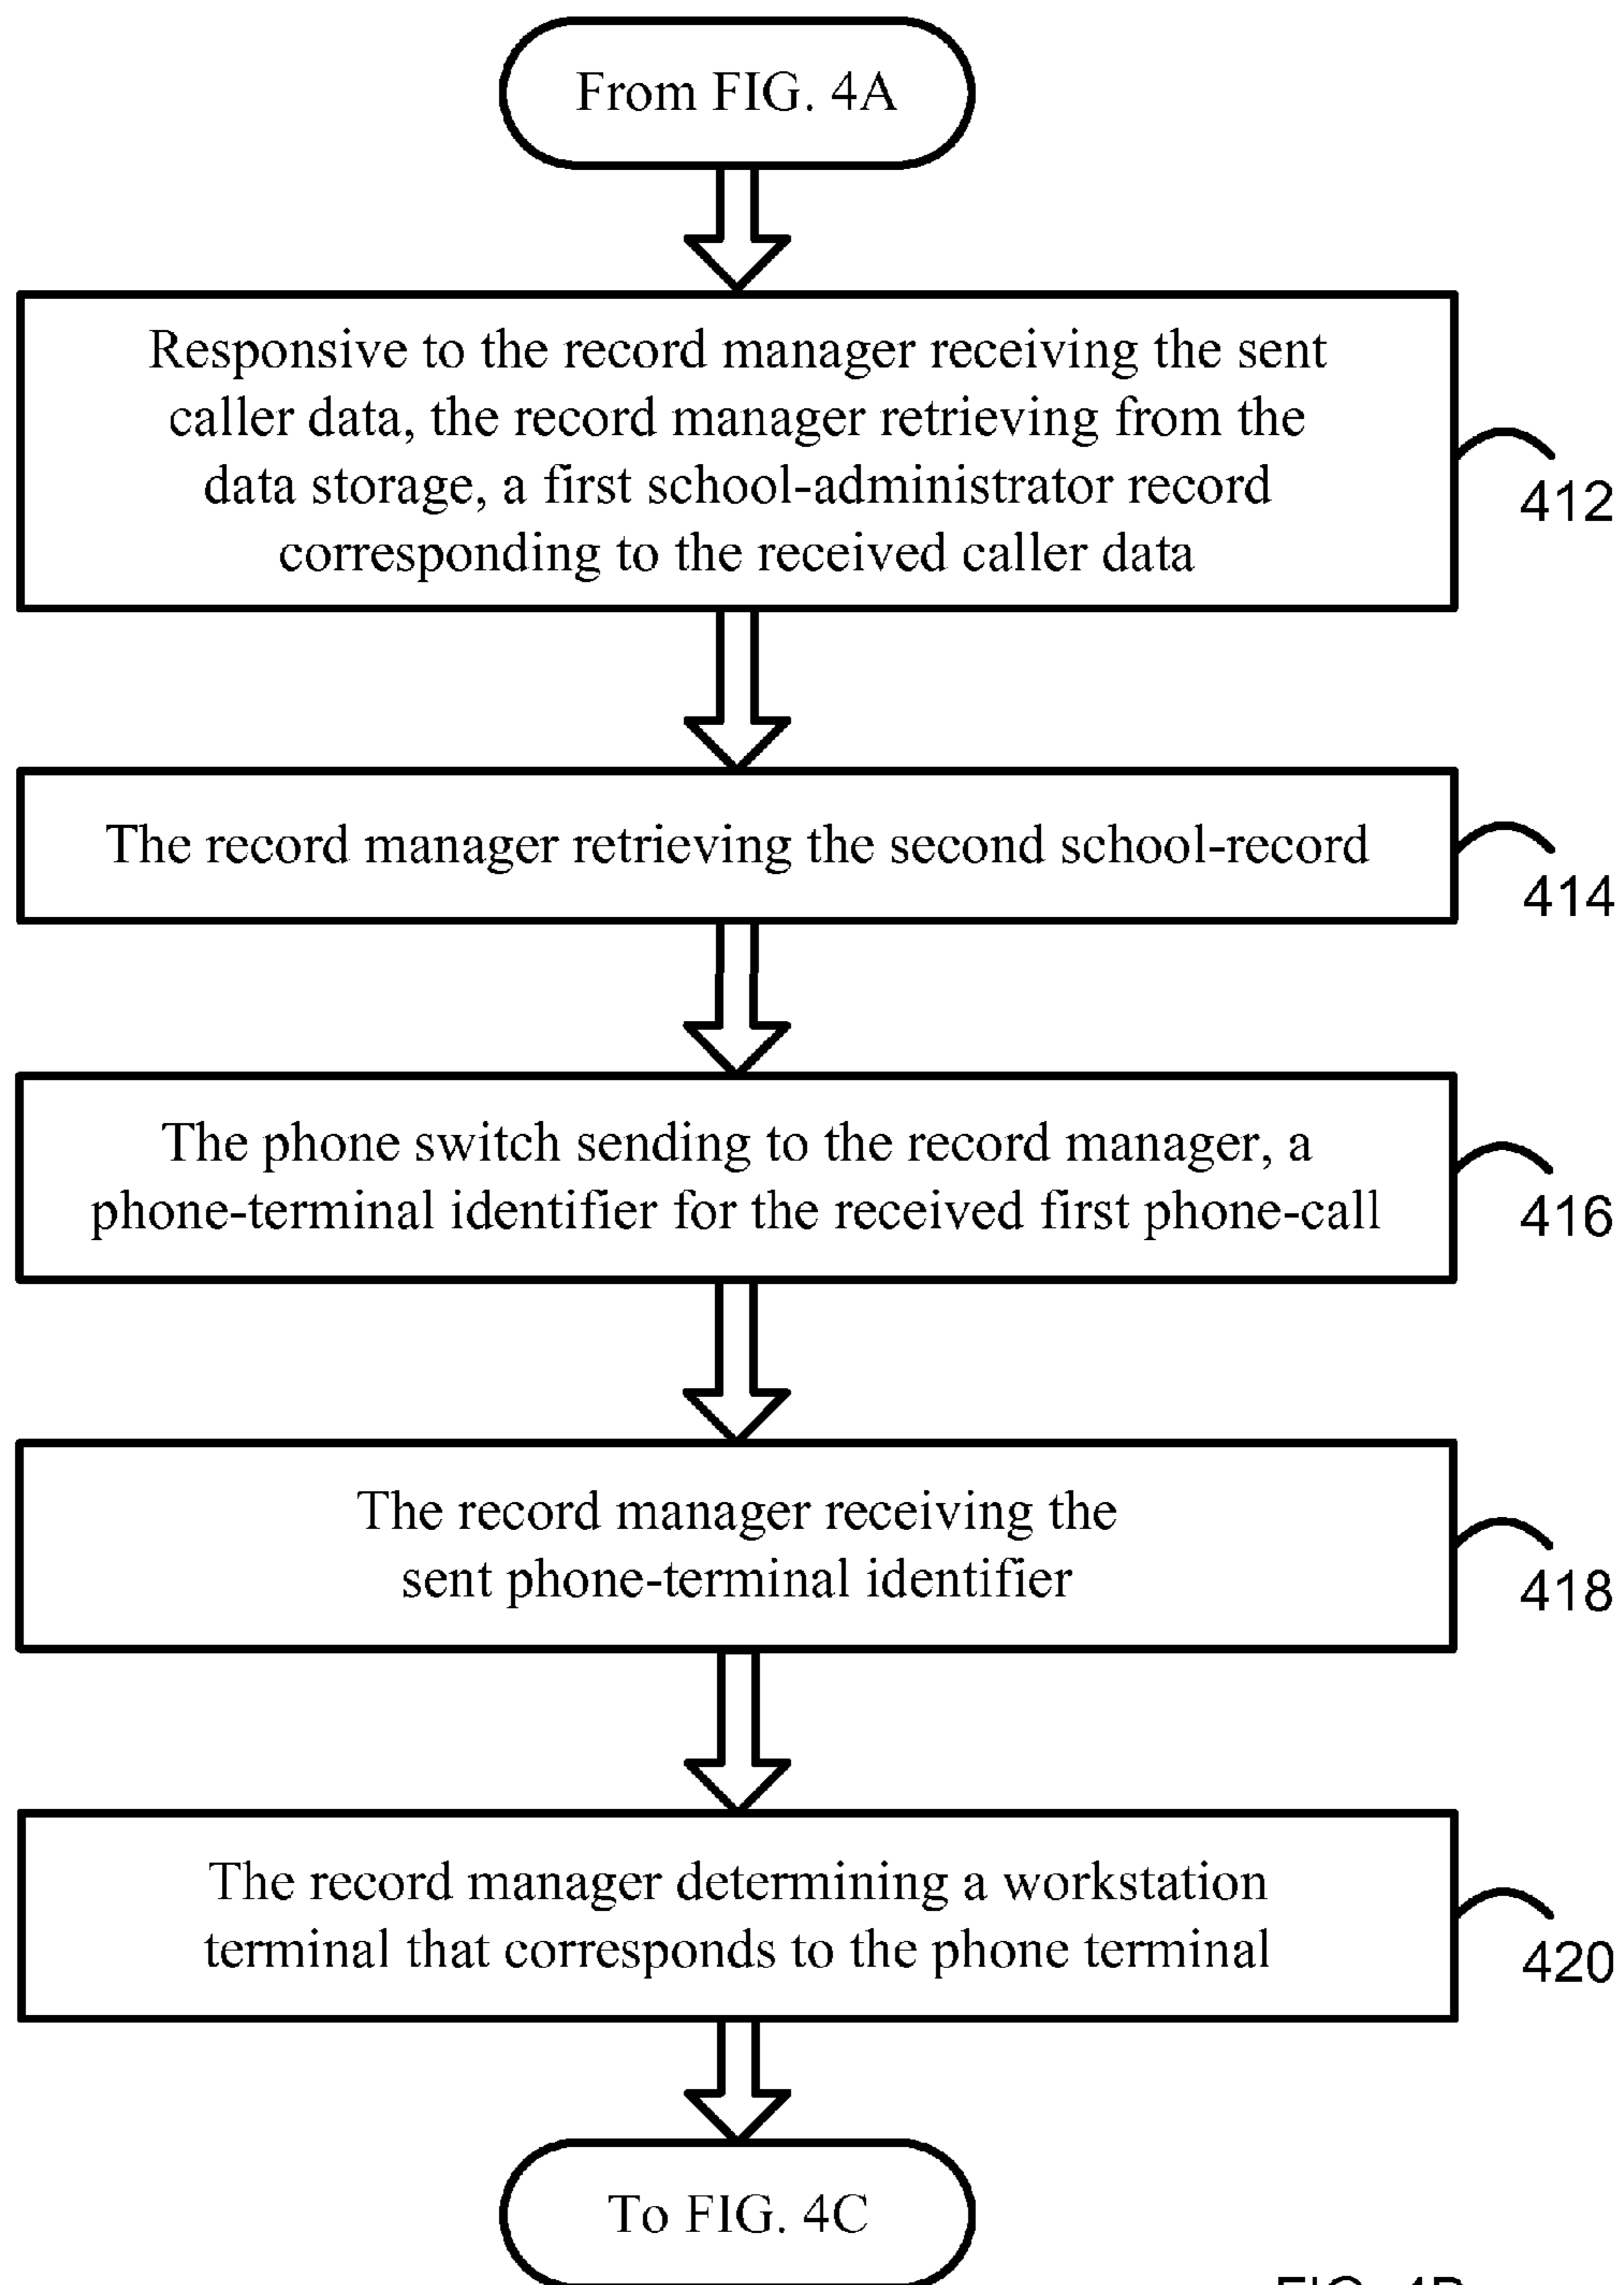 From FIG. 4A
Responsive to the record manager receiving the sent
caller data, the record manager retrieving from the
data storage, a first school-administrator record
corresponding to the received caller data
412
The record manager retrieving the second school-record
414
The phone switch sending to the record manager, a
phone-terminal identifier for the received first phone-call
416
The record manager receiving the
sent phone-terminal identifier
418
The record manager determining a workstation
terminal that corresponds to the phone terminal
420
To FIG. 4C